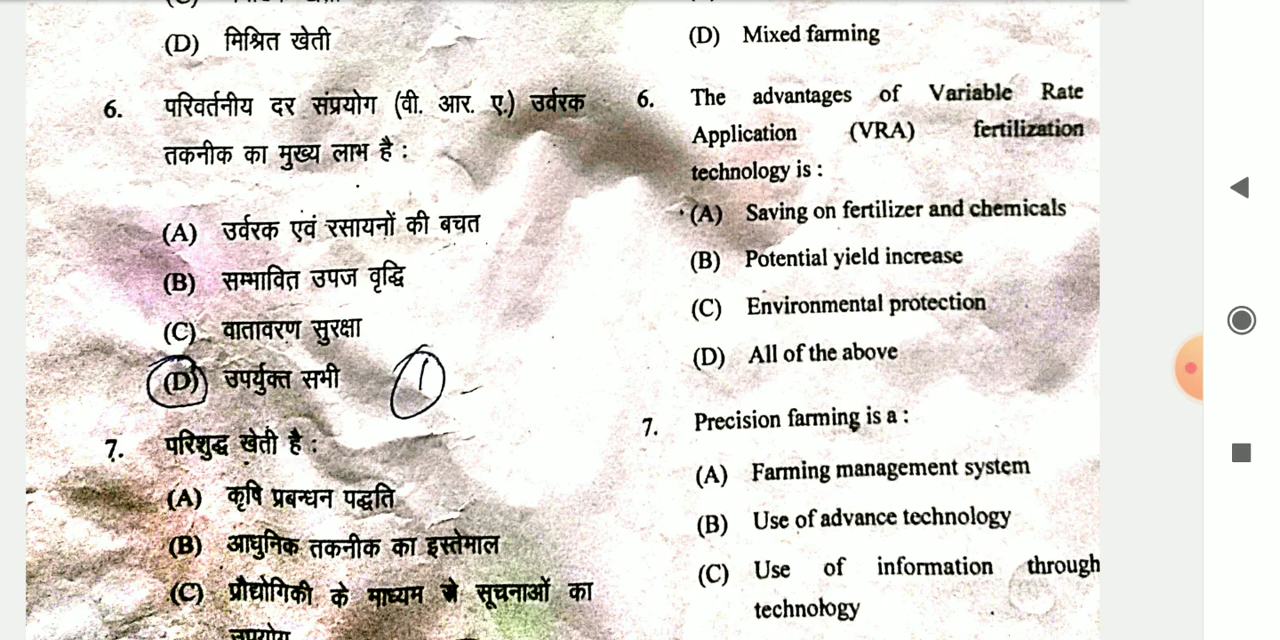 (D) मिश्रित खेती
6. परिवर्तनीय दर संप्रयोग (वी. आर. ए.) उर्वरक
तकनीक का मुख्य लाभ है :
(A) उर्वरक एवं रसायनों की बचत
(B) सम्भावित उपज वृद्धि
(C) वातावरण सुरक्षा
(D) उपर्युक्त सभी
7. परिशुद्ध खेती है :
(A) कृषि प्रबन्धन पद्धति
(B) आधुनिक तकनीक का इस्तेमाल
(C) प्रौद्योगिकी के माध्यम से सूचनाओं का
उपयोग
(D) Mixed farming
6. The advantages of Variable Rate
Application (VRA) fertilization
technology is :
(A) Saving on fertilizer and chemicals
(B) Potential yield increase
(C) Environmental protection
(D) All of the above
7. Precision farming is a :
(A) Farming management system
(B) Use of advance technology
(C) Use of information through
technology